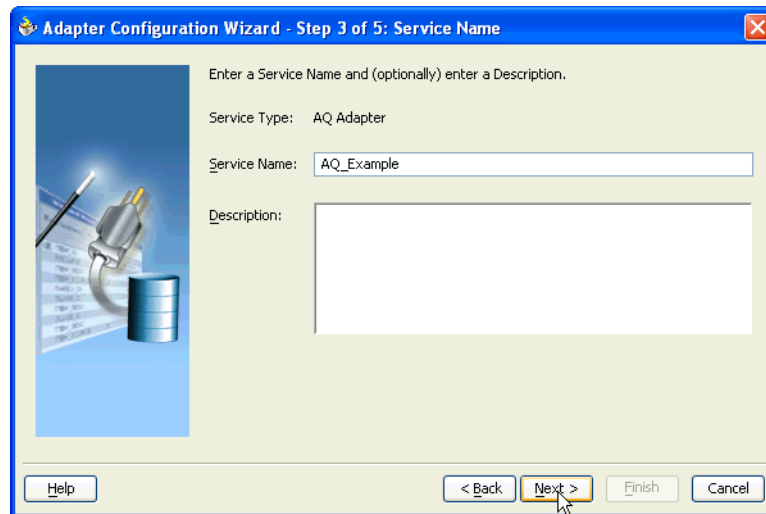 Adapter Configuration Wizard - Step 3 of 5: Service Name
Enter a Service Name and (optionally) enter a Description.
Service Type: AQ Adapter
Service Name: AQ_Example
Description:
Help < Back Next > Finish Cancel